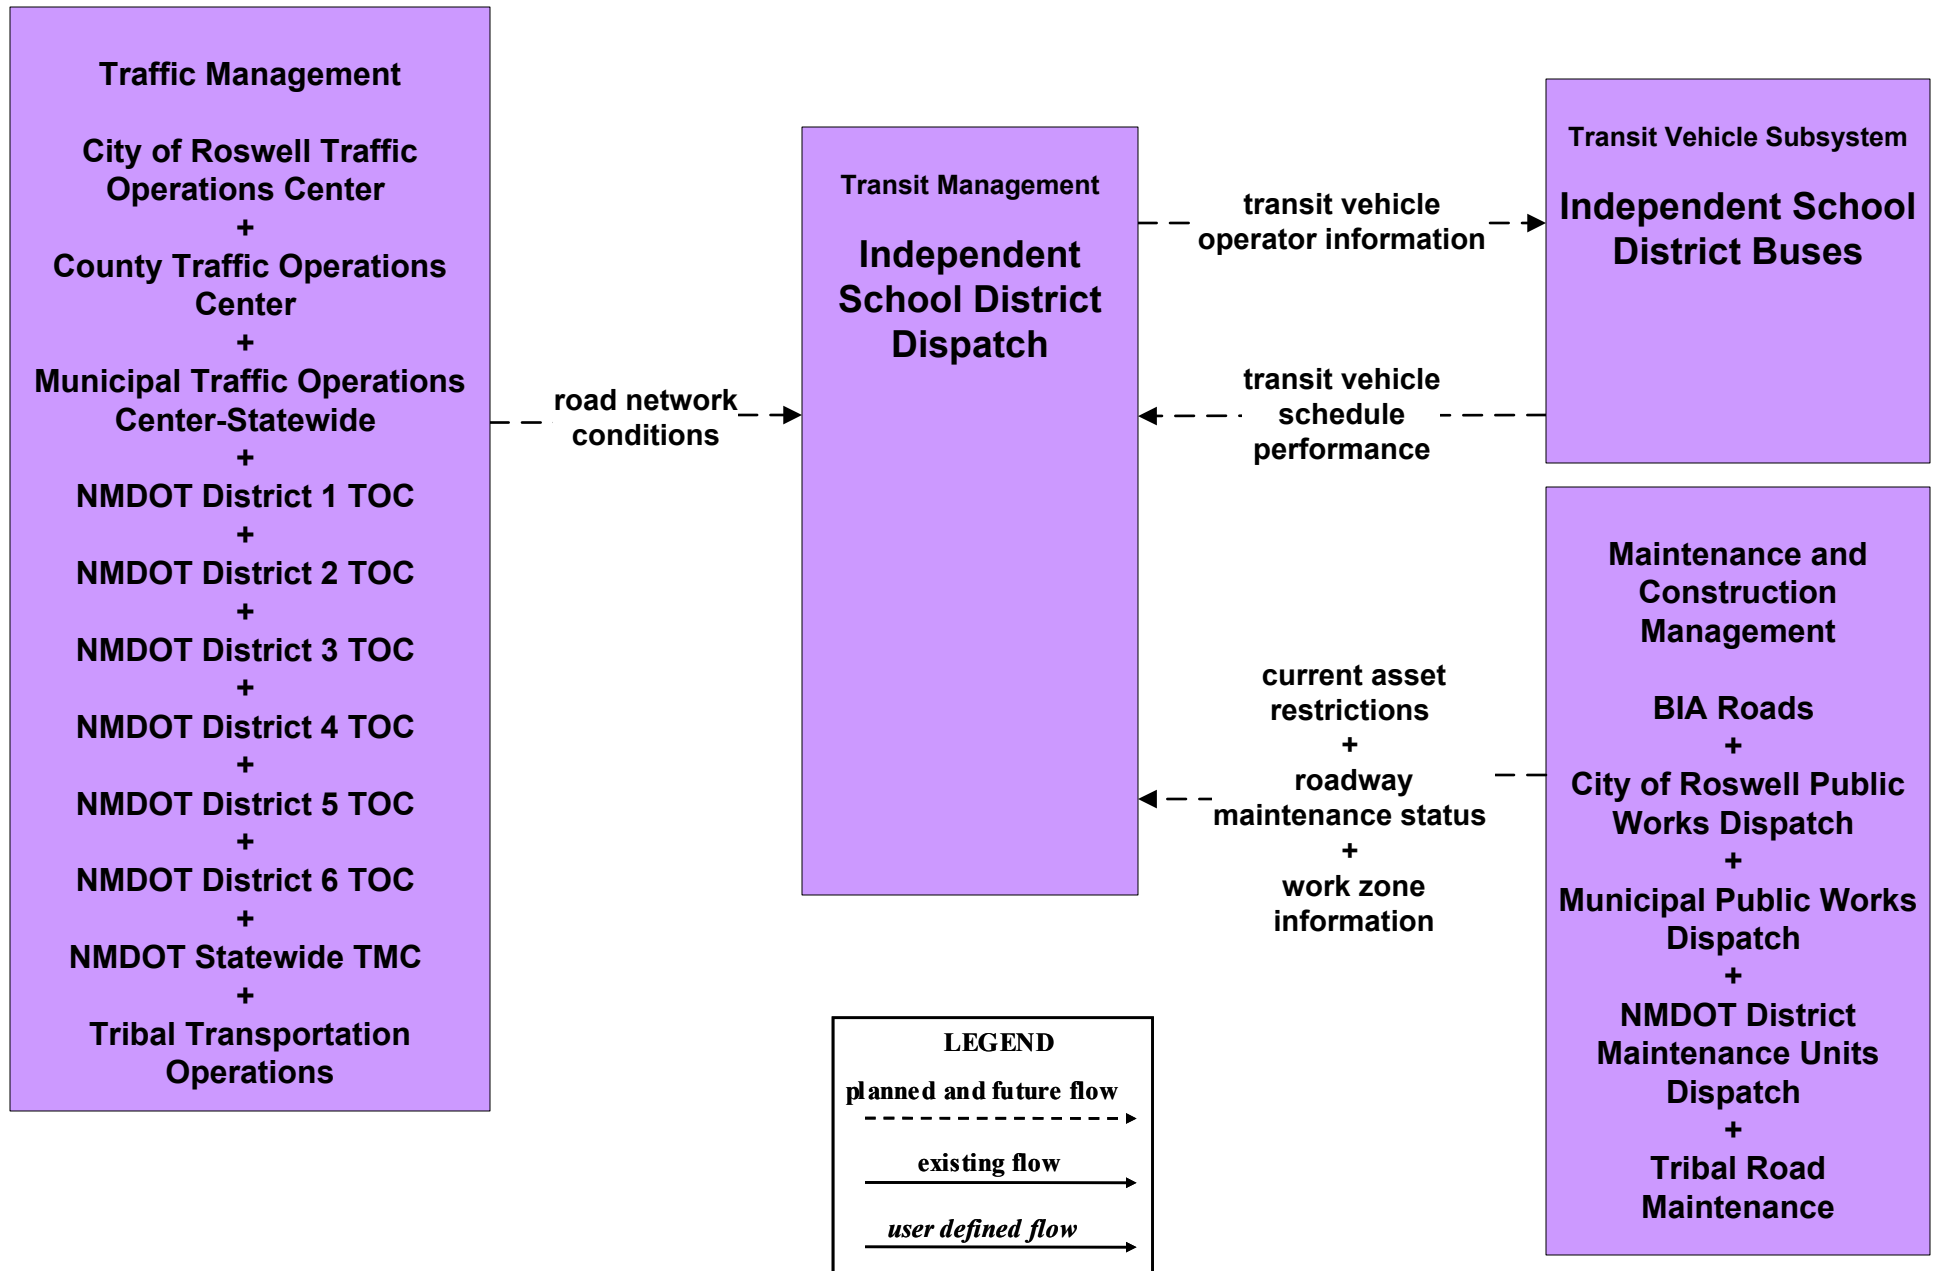 Traffic Management
City of Roswell Traffic
Operations Center
+
County Traffic Operations
Center
+
Municipal Traffic Operations
Center-Statewide
+
NMDOT District 1 TOC
+
NMDOT District 2 TOC
+
NMDOT District 3 TOC
+
NMDOT District 4 TOC
+
NMDOT District 5 TOC
+
NMDOT District 6 TOC
+
NMDOT Statewide TMC
+
Tribal Transportation
Operations
road network
conditions
Transit Management
Independent
School District
Dispatch
transit vehicle
operator information
transit vehicle
schedule
performance
current asset
restrictions
+
roadway
maintenance status
+
work zone
information
Transit Vehicle Subsystem
Independent School
District Buses
Maintenance and
Construction
Management
BIA Roads
+
City of Roswell Public
Works Dispatch
+
Municipal Public Works
Dispatch
+
NMDOT District
Maintenance Units
Dispatch
+
Tribal Road
Maintenance
LEGEND
planned and future flow
existing flow
user defined flow